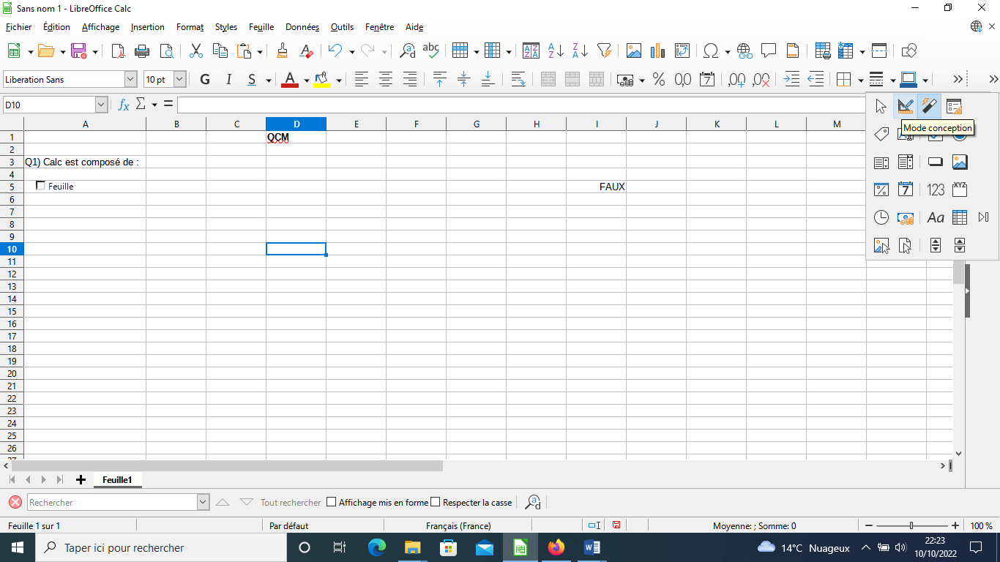 Sans nom 1 - LibreOffice Calc
Fichier Édition Affichage Insertion Format Styles Feuille Données Outils Fenêtre Aide
Liberation Sans 10 pt G I S
D10
Mode conception
A B C D E F G H I J K L M
1 QCM
2
3 Q1) Calc est composé de :
4
5 Feuille FAUX
6
7
8
9
10
11
12
13
14
15
16
17
18
19
20
21
22
23
24
25
26
27
Feuille1
Rechercher Tout rechercher Affichage mis en forme Respecter la casse
Feuille 1 sur 1 Par défaut Français (France) Moyenne: ; Somme: 0 100 %
Taper ici pour rechercher 14°C Nuageux 22:23
10/10/2022